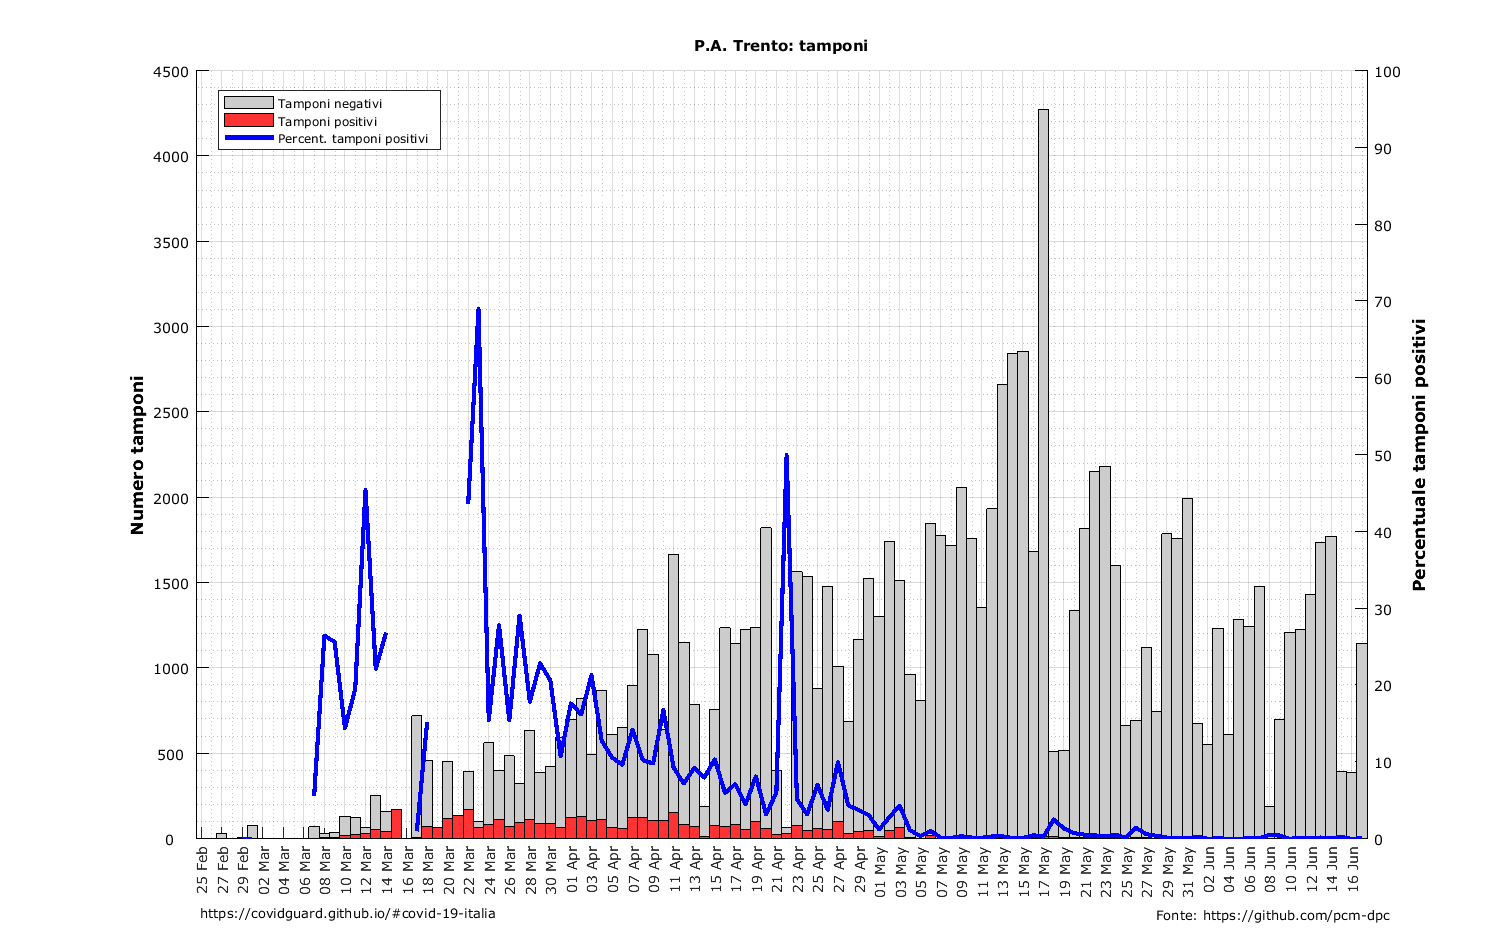 P.A. Trento: tamponi
Tamponi negativi
Tamponi positivi
Percent. tamponi positivi
Numero tamponi
4500
4000
3500
3000
2500
2000
1500
1000
500
0
100
90
80
70
60
50
40
30
20
10
0
Percentuale tamponi positivi
25 Feb
27 Feb
29 Feb
02 Mar
04 Mar
06 Mar
08 Mar
10 Mar
12 Mar
14 Mar
16 Mar
18 Mar
20 Mar
22 Mar
24 Mar
26 Mar
28 Mar
30 Mar
01 Apr
03 Apr
05 Apr
07 Apr
09 Apr
11 Apr
13 Apr
15 Apr
17 Apr
19 Apr
21 Apr
23 Apr
25 Apr
27 Apr
29 Apr
01 May
03 May
05 May
07 May
09 May
11 May
13 May
15 May
17 May
19 May
21 May
23 May
25 May
27 May
29 May
31 May
02 Jun
04 Jun
06 Jun
08 Jun
10 Jun
12 Jun
14 Jun
16 Jun
https://covidguard.github.io/#covid-19-italia
Fonte: https://github.com/pcm-dpc